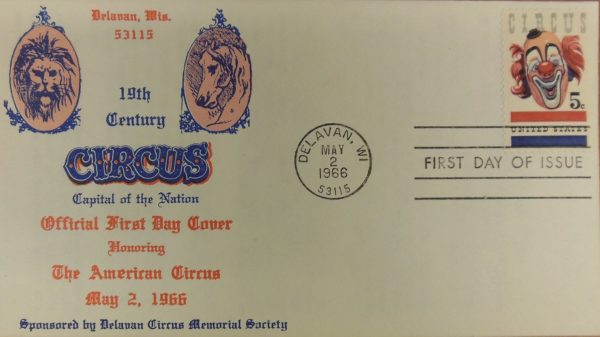 Delavan, Wis.
53115
19th
Century
CIRCUS
Capital of the Nation
Official First Day Cover
Honoring
The American Circus
May 2, 1966
Sponsored by Delavan Circus Memorial Society
DELAVAN, WI
MAY
2
1966
53115
CIRCUS
5c
UNITED STATES
FIRST DAY OF ISSUE